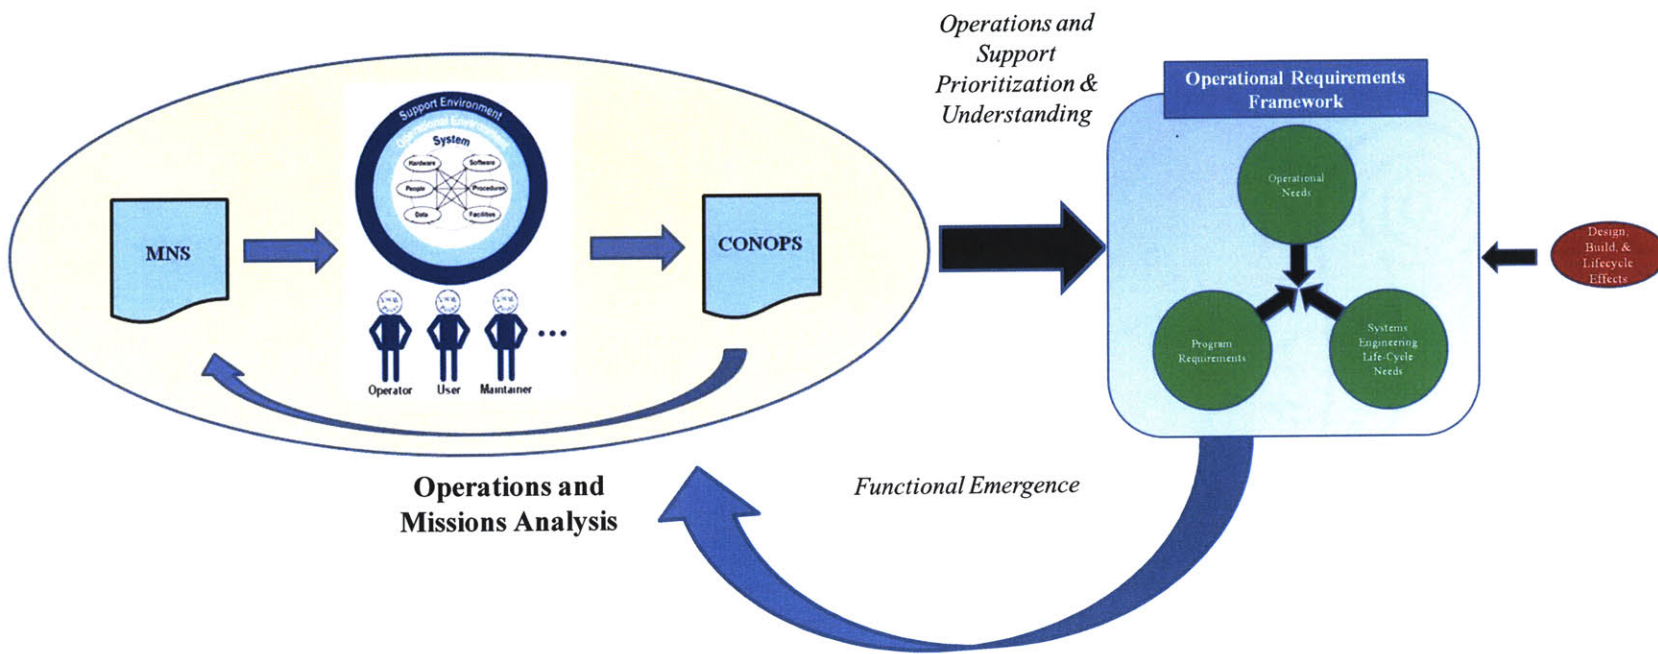 Operations and
Support
Prioritization &
Understanding
Operational Requirements
Framework
Support Environment
Operational Environment
System
Hardware
Software
People
Procedures
Data
Facilities
MNS
CONOPS
Operator
User
Maintainer
...
Operational
Needs
Program
Requirements
Systems
Engineering
Life-Cycle
Needs
Design,
Build, &
Lifecycle
Effects
Operations and
Missions Analysis
Functional Emergence